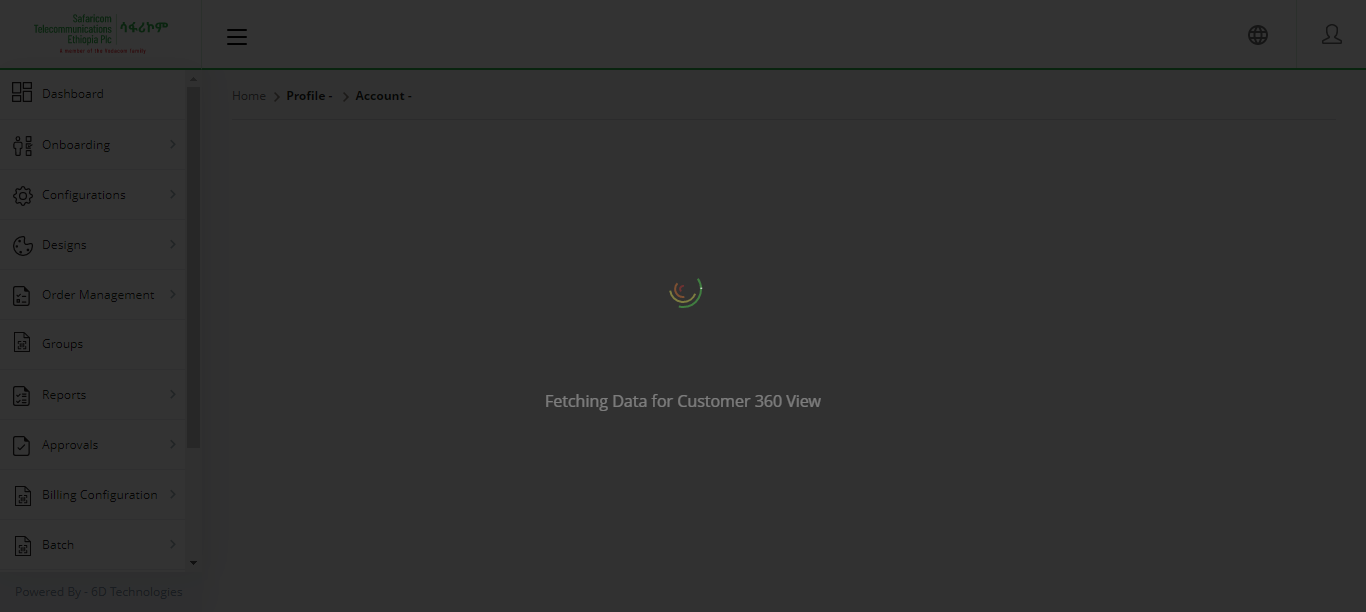 Safaricom
Telecommunications
Ethiopia Plc
ሳፋሪኮም
A member of the Vodacom family
Home
Profile -
Account -
Dashboard
Onboarding
Configurations
Designs
Order Management
Groups
Reports
Approvals
Billing Configuration
Batch
Fetching Data for Customer 360 View
Powered By - 6D Technologies